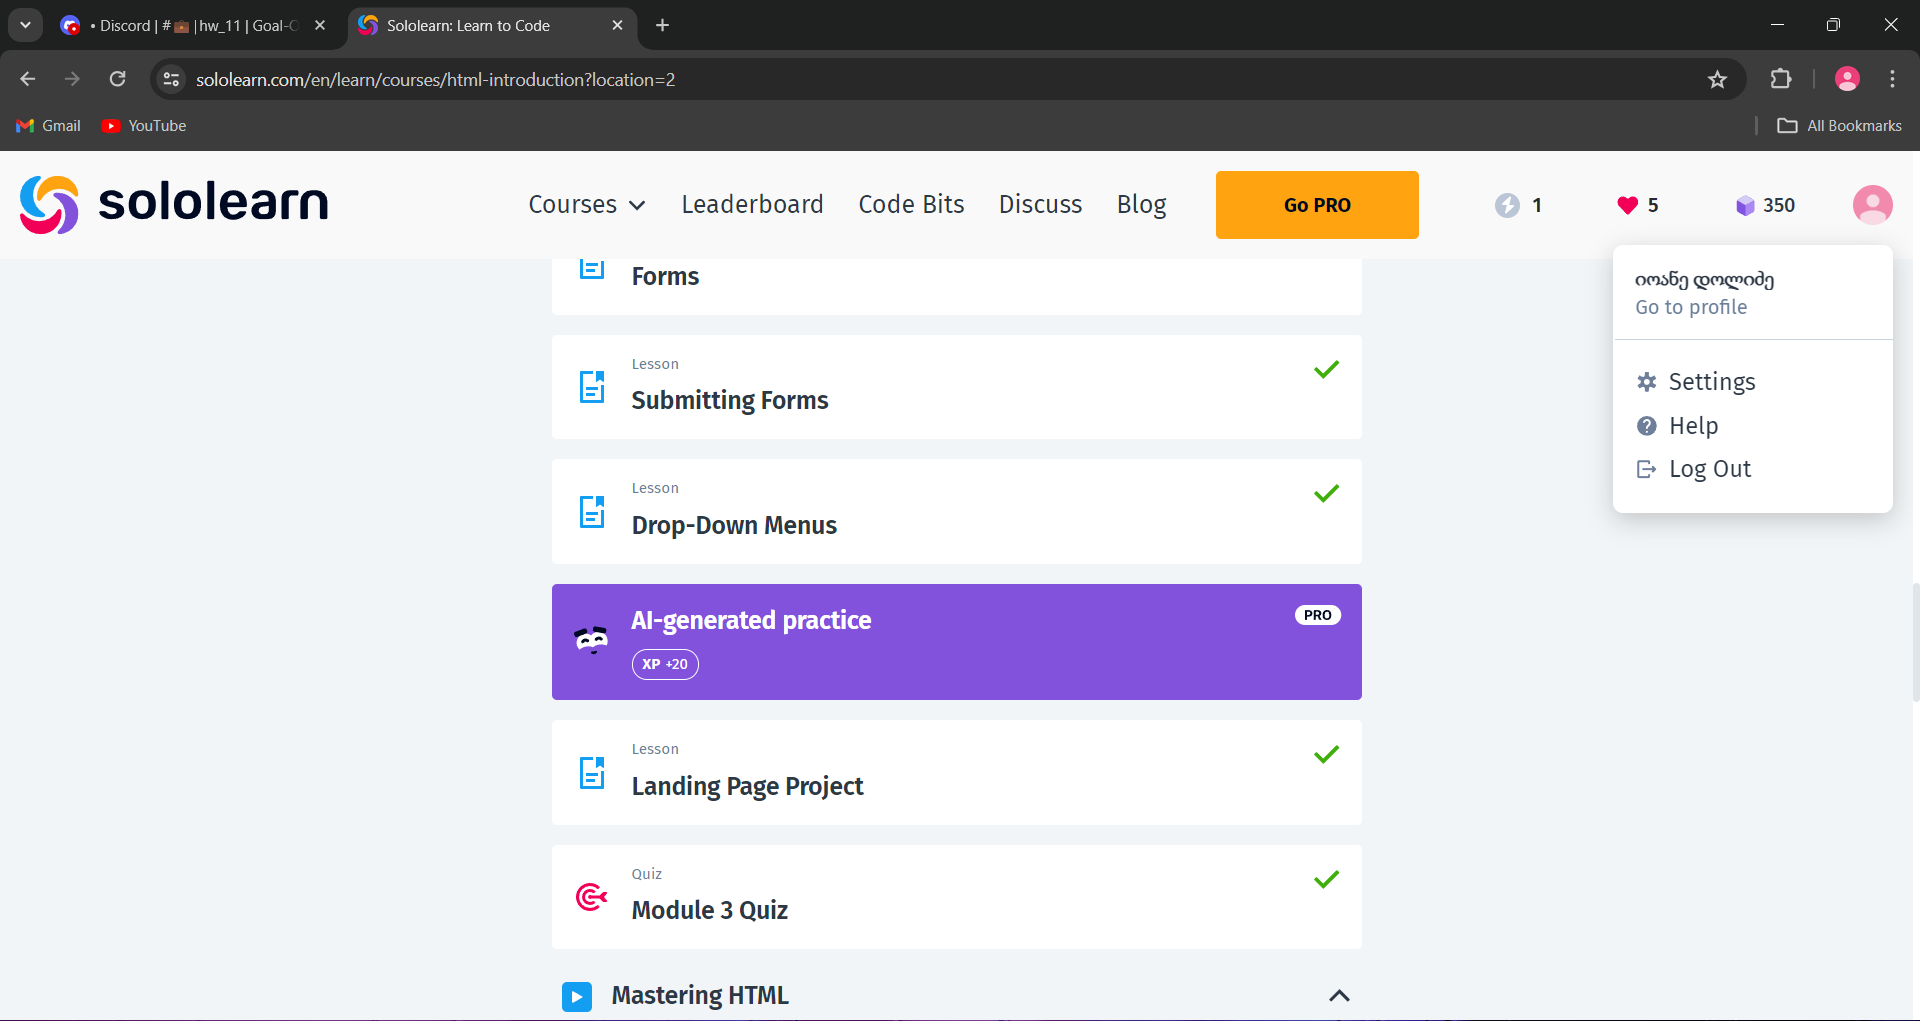 • Discord | #💼|hw_11 | Goal-O
Sololearn: Learn to Code
sololearn.com/en/learn/courses/html-introduction?location=2
Gmail
YouTube
All Bookmarks
sololearn
Courses
Leaderboard
Code Bits
Discuss
Blog
Go PRO
1
5
350
იოანე დოლიძე
Go to profile
Settings
Help
Log Out
Forms
Lesson
Submitting Forms
Lesson
Drop-Down Menus
AI-generated practice
PRO
XP +20
Lesson
Landing Page Project
Quiz
Module 3 Quiz
Mastering HTML